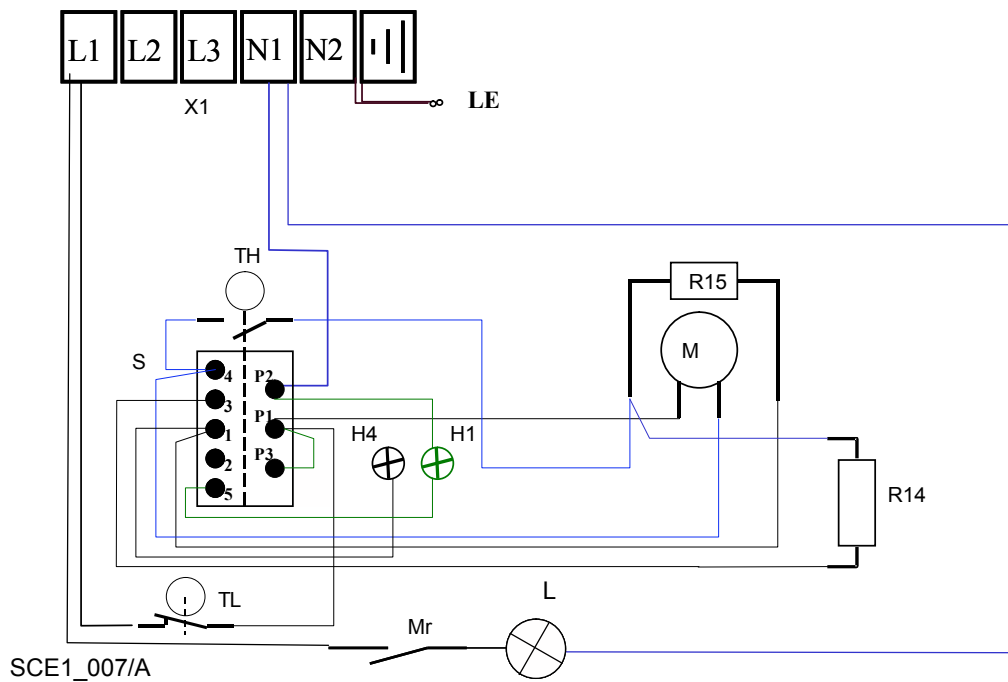 L1 L2 L3 N1 N2
X1 LE
TH
R15
M
S
4 P2
3
P1
1
H4 H1
P3
2
5
R14
TL
L
Mr
SCE1_007/A